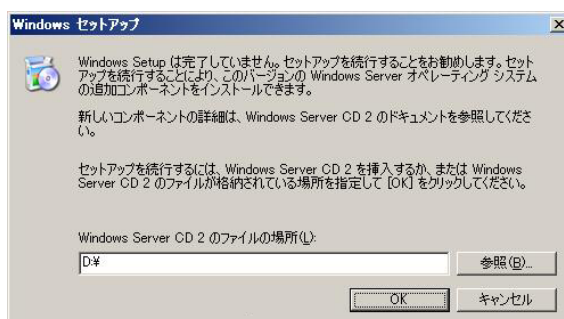 Windows セットアップ
Windows Setup は完了していません。セットアップを続行することをお勧めします。セット
アップを続行することにより、このバージョンの Windows Server オペレーティング システム
の追加コンポーネントをインストールできます。
新しいコンポーネントの詳細は、Windows Server CD 2 のドキュメントを参照してくださ
い。
セットアップを続行するには、Windows Server CD 2 を挿入するか、または Windows
Server CD 2 のファイルが格納されている場所を指定して [OK] をクリックしてください。
Windows Server CD 2 のファイルの場所(L):
D:¥
参照(B)...
OK
キャンセル